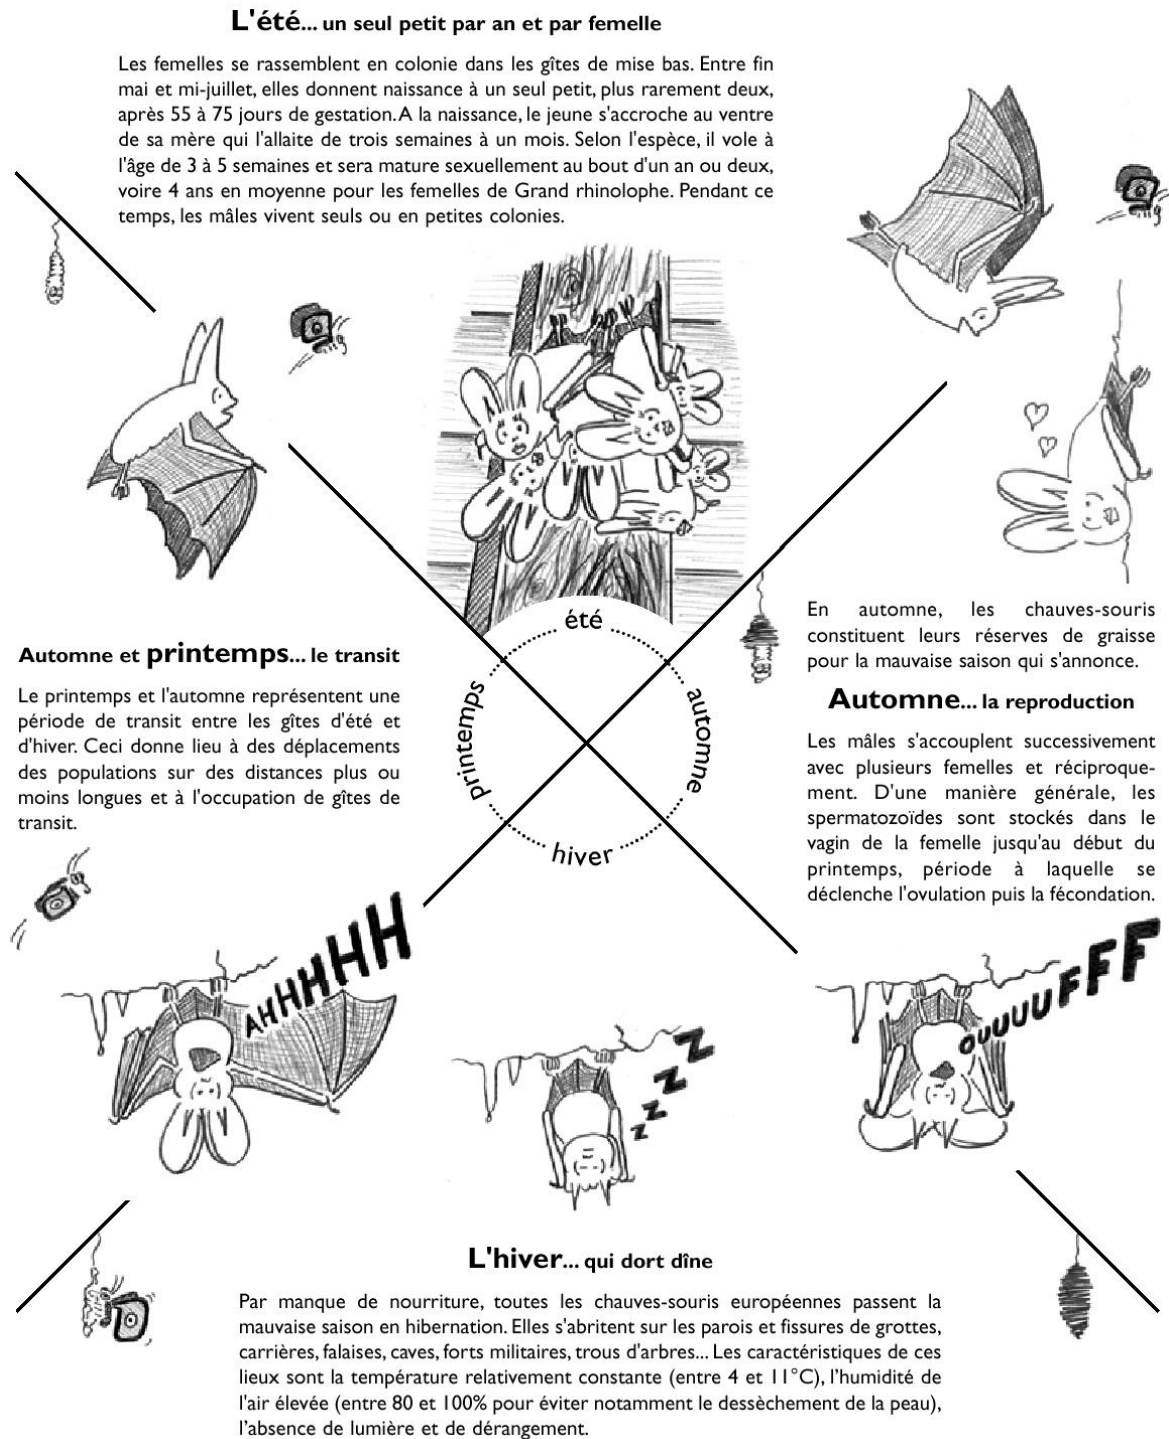 L'été... un seul petit par an et par femelle
Les femelles se rassemblent en colonie dans les gîtes de mise bas. Entre fin
mai et mi-juillet, elles donnent naissance à un seul petit, plus rarement deux,
après 55 à 75 jours de gestation. A la naissance, le jeune s'accroche au ventre
de sa mère qui l'allaite de trois semaines à un mois. Selon l'espèce, il vole à
l'âge de 3 à 5 semaines et sera mature sexuellement au bout d'un an ou deux,
voire 4 ans en moyenne pour les femelles de Grand rhinolophe. Pendant ce
temps, les mâles vivent seuls ou en petites colonies.
été
automne
hiver
printemps
En automne, les chauves-souris
constituent leurs réserves de graisse
pour la mauvaise saison qui s'annonce.
Automne... la reproduction
Les mâles s'accouplent successivement
avec plusieurs femelles et réciproque-
ment. D'une manière générale, les
spermatozoïdes sont stockés dans le
vagin de la femelle jusqu'au début du
printemps, période à laquelle se
déclenche l'ovulation puis la fécondation.
Automne et printemps... le transit
Le printemps et l'automne représentent une
période de transit entre les gîtes d'été et
d'hiver. Ceci donne lieu à des déplacements
des populations sur des distances plus ou
moins longues et à l'occupation de gîtes de
transit.
AHHHHHH
Z Z Z Z
OUUUUFFF
L'hiver... qui dort dîne
Par manque de nourriture, toutes les chauves-souris européennes passent la
mauvaise saison en hibernation. Elles s'abritent sur les parois et fissures de grottes,
carrières, falaises, caves, forts militaires, trous d'arbres... Les caractéristiques de ces
lieux sont la température relativement constante (entre 4 et 11°C), l'humidité de
l'air élevée (entre 80 et 100% pour éviter notamment le dessèchement de la peau),
l'absence de lumière et de dérangement.